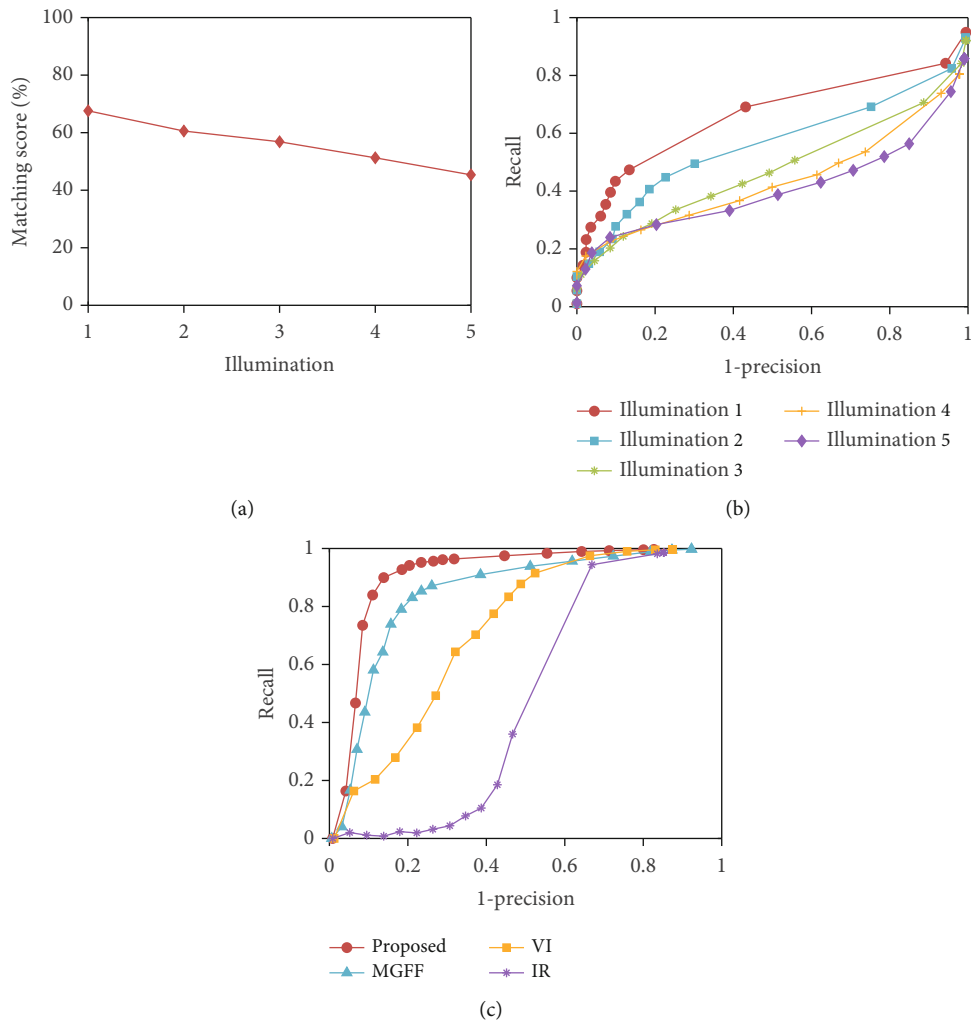 100
80
60
40
20
0
Matching score (%)
1 2 3 4 5
Illumination
(a)
1
0.8
0.6
0.4
0.2
0
Recall
0 0.2 0.4 0.6 0.8 1
1-precision
Illumination 1
Illumination 2
Illumination 3
Illumination 4
Illumination 5
(b)
1
0.8
0.6
0.4
0.2
0
Recall
0 0.2 0.4 0.6 0.8 1
1-precision
Proposed
MGFF
VI
IR
(c)